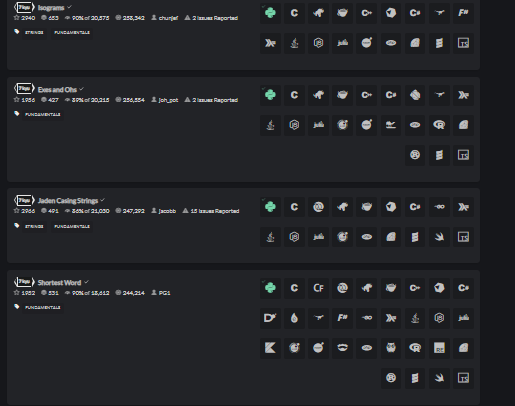 7 kyu Isograms
2940 653 90% of 20,575 258,342 chunjef 2 Issues Reported
STRINGS FUNDAMENTALS
7 kyu Exes and Ohs
1956 427 89% of 20,215 256,554 joh_pot 2 Issues Reported
FUNDAMENTALS
7 kyu Jaden Casing Strings
2966 491 86% of 21,030 247,292 jacobb 15 Issues Reported
STRINGS FUNDAMENTALS
7 kyu Shortest Word
1952 531 90% of 18,612 244,214 PG1
FUNDAMENTALS